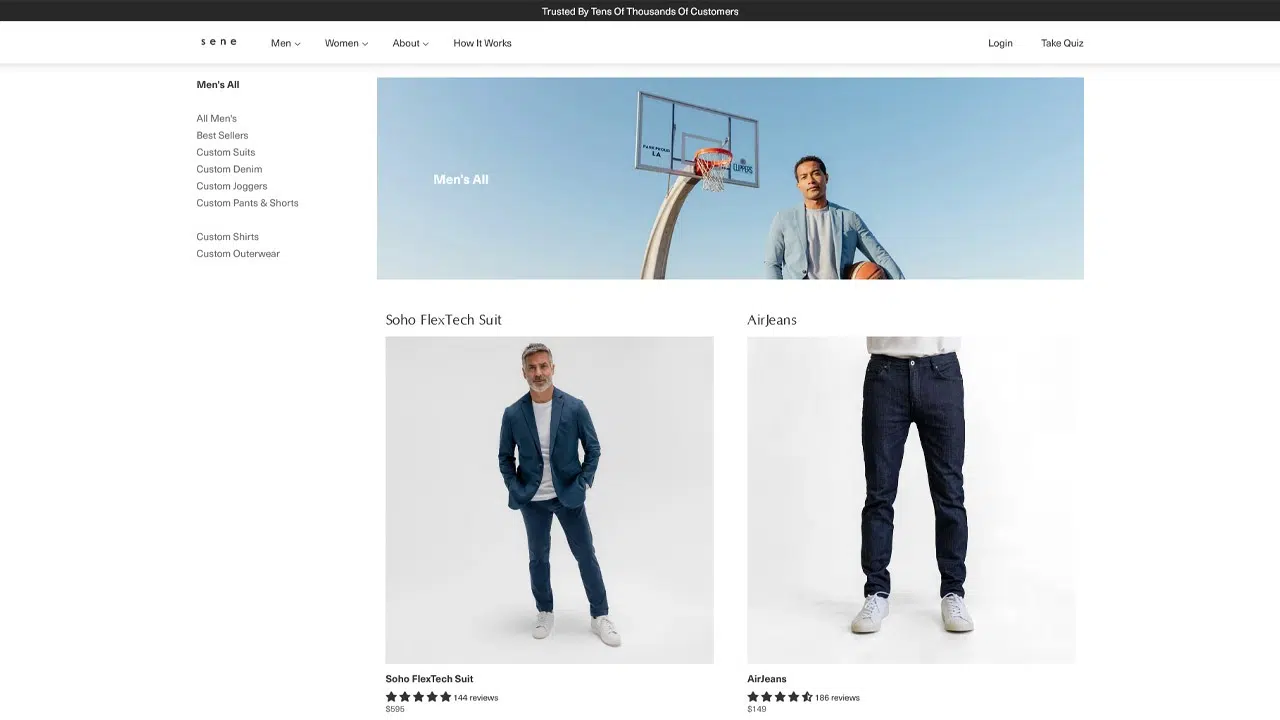 Trusted By Tens Of Thousands Of Customers
sene Men Women About How It Works Login Take Quiz
Men's All
All Men's
Best Sellers
Custom Suits
Custom Denim
Custom Joggers
Custom Pants & Shorts
Custom Shirts
Custom Outerwear
LA
CLIPPERS
Men's All
Soho FlexTech Suit
AirJeans
Soho FlexTech Suit
144 reviews
$595
AirJeans
186 reviews
$149